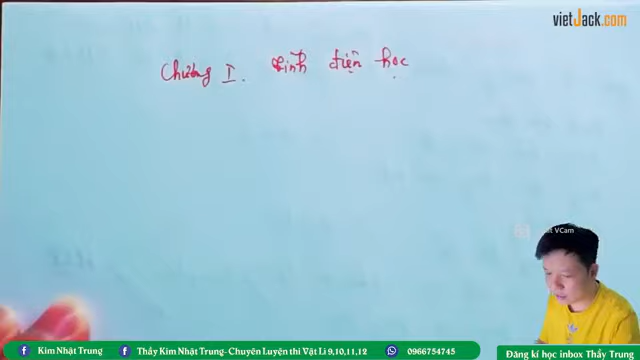 vietJack.com
Chương I. Tĩnh điện học
Kim Nhật Trung
Thầy Kim Nhật Trung- Chuyên Luyện thi Vật Lí 9,10,11,12
0966754745
Đăng kí học inbox Thầy Trung
VCam